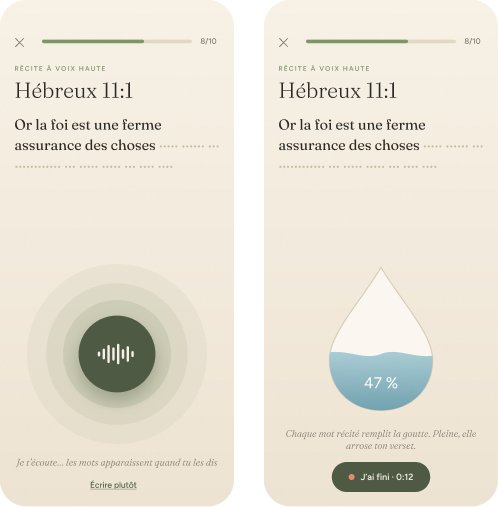 8/10
RÉCITE À VOIX HAUTE
Hébreux 11:1
Or la foi est une ferme
assurance des choses
Je t'écoute... les mots apparaissent quand tu les dis
Écrire plutôt
8/10
RÉCITE À VOIX HAUTE
Hébreux 11:1
Or la foi est une ferme
assurance des choses
47 %
Chaque mot récité remplit la goutte. Pleine, elle
arrose ton verset.
J'ai fini · 0:12